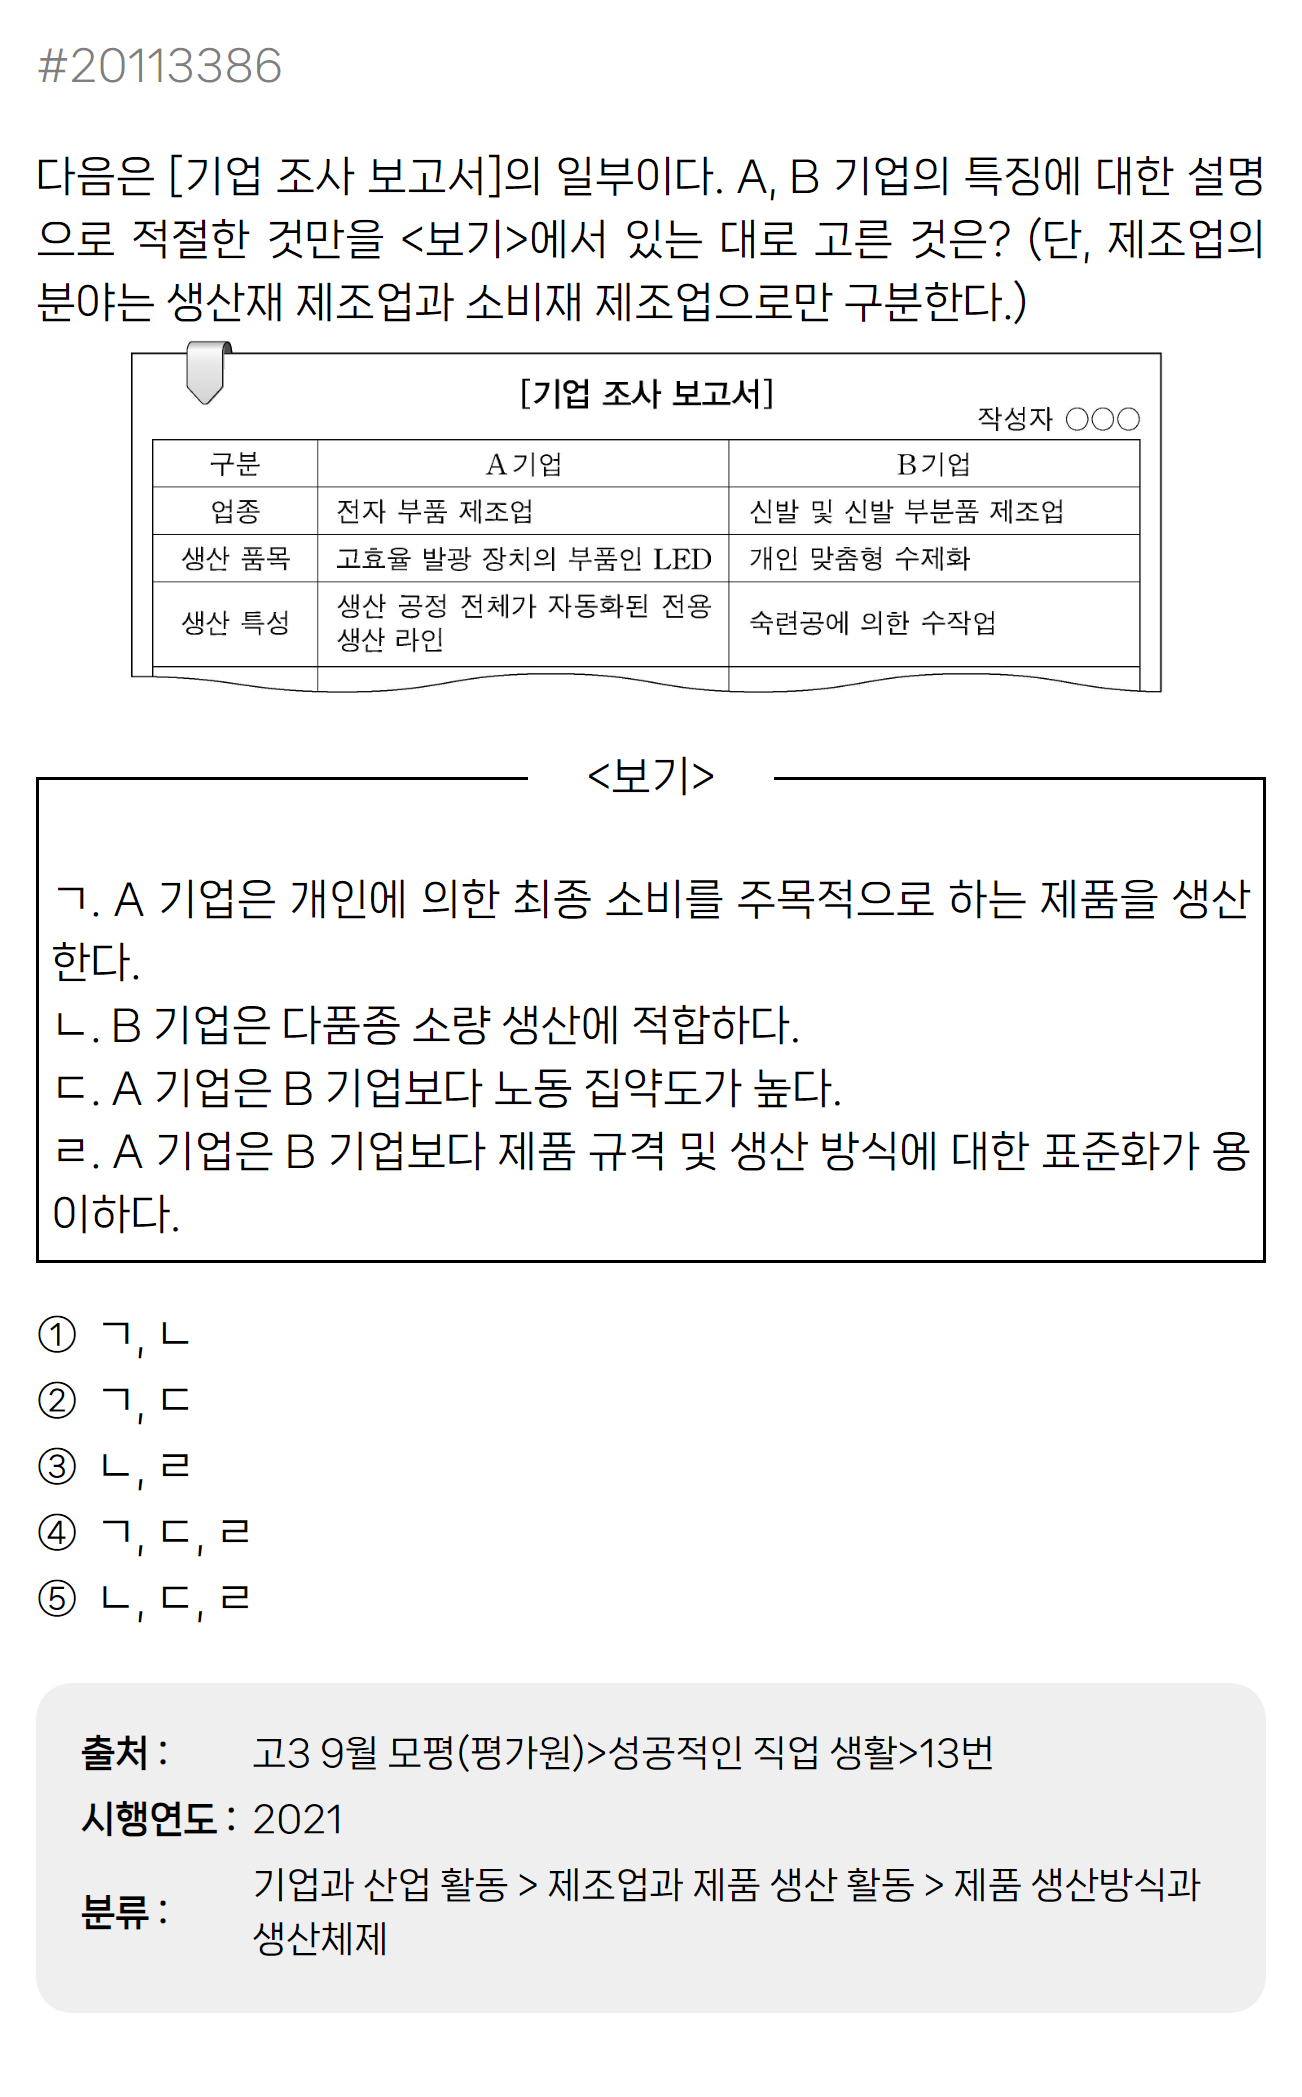 #20113386
다음은 [기업 조사 보고서]의 일부이다. A, B 기업의 특징에 대한 설명
으로 적절한 것만을 <보기>에서 있는 대로 고른 것은? (단, 제조업의
분야는 생산재 제조업과 소비재 제조업으로만 구분한다.)
[기업 조사 보고서]
작성자 ○○○
구분 A기업 B기업
업종 전자 부품 제조업 신발 및 신발 부분품 제조업
생산 품목 고효율 발광 장치의 부품인 LED 개인 맞춤형 수제화
생산 특성 생산 공정 전체가 자동화된 전용
생산 라인 숙련공에 의한 수작업
<보기>
ㄱ. A 기업은 개인에 의한 최종 소비를 주목적으로 하는 제품을 생산
한다.
ㄴ. B 기업은 다품종 소량 생산에 적합하다.
ㄷ. A 기업은 B 기업보다 노동 집약도가 높다.
ㄹ. A 기업은 B 기업보다 제품 규격 및 생산 방식에 대한 표준화가 용
이하다.
① ㄱ, ㄴ
② ㄱ, ㄷ
③ ㄴ, ㄹ
④ ㄱ, ㄷ, ㄹ
⑤ ㄴ, ㄷ, ㄹ
출처 : 고3 9월 모평(평가원)>성공적인 직업 생활>13번
시행연도 : 2021
분류 : 기업과 산업 활동 > 제조업과 제품 생산 활동 > 제품 생산방식과
생산체제